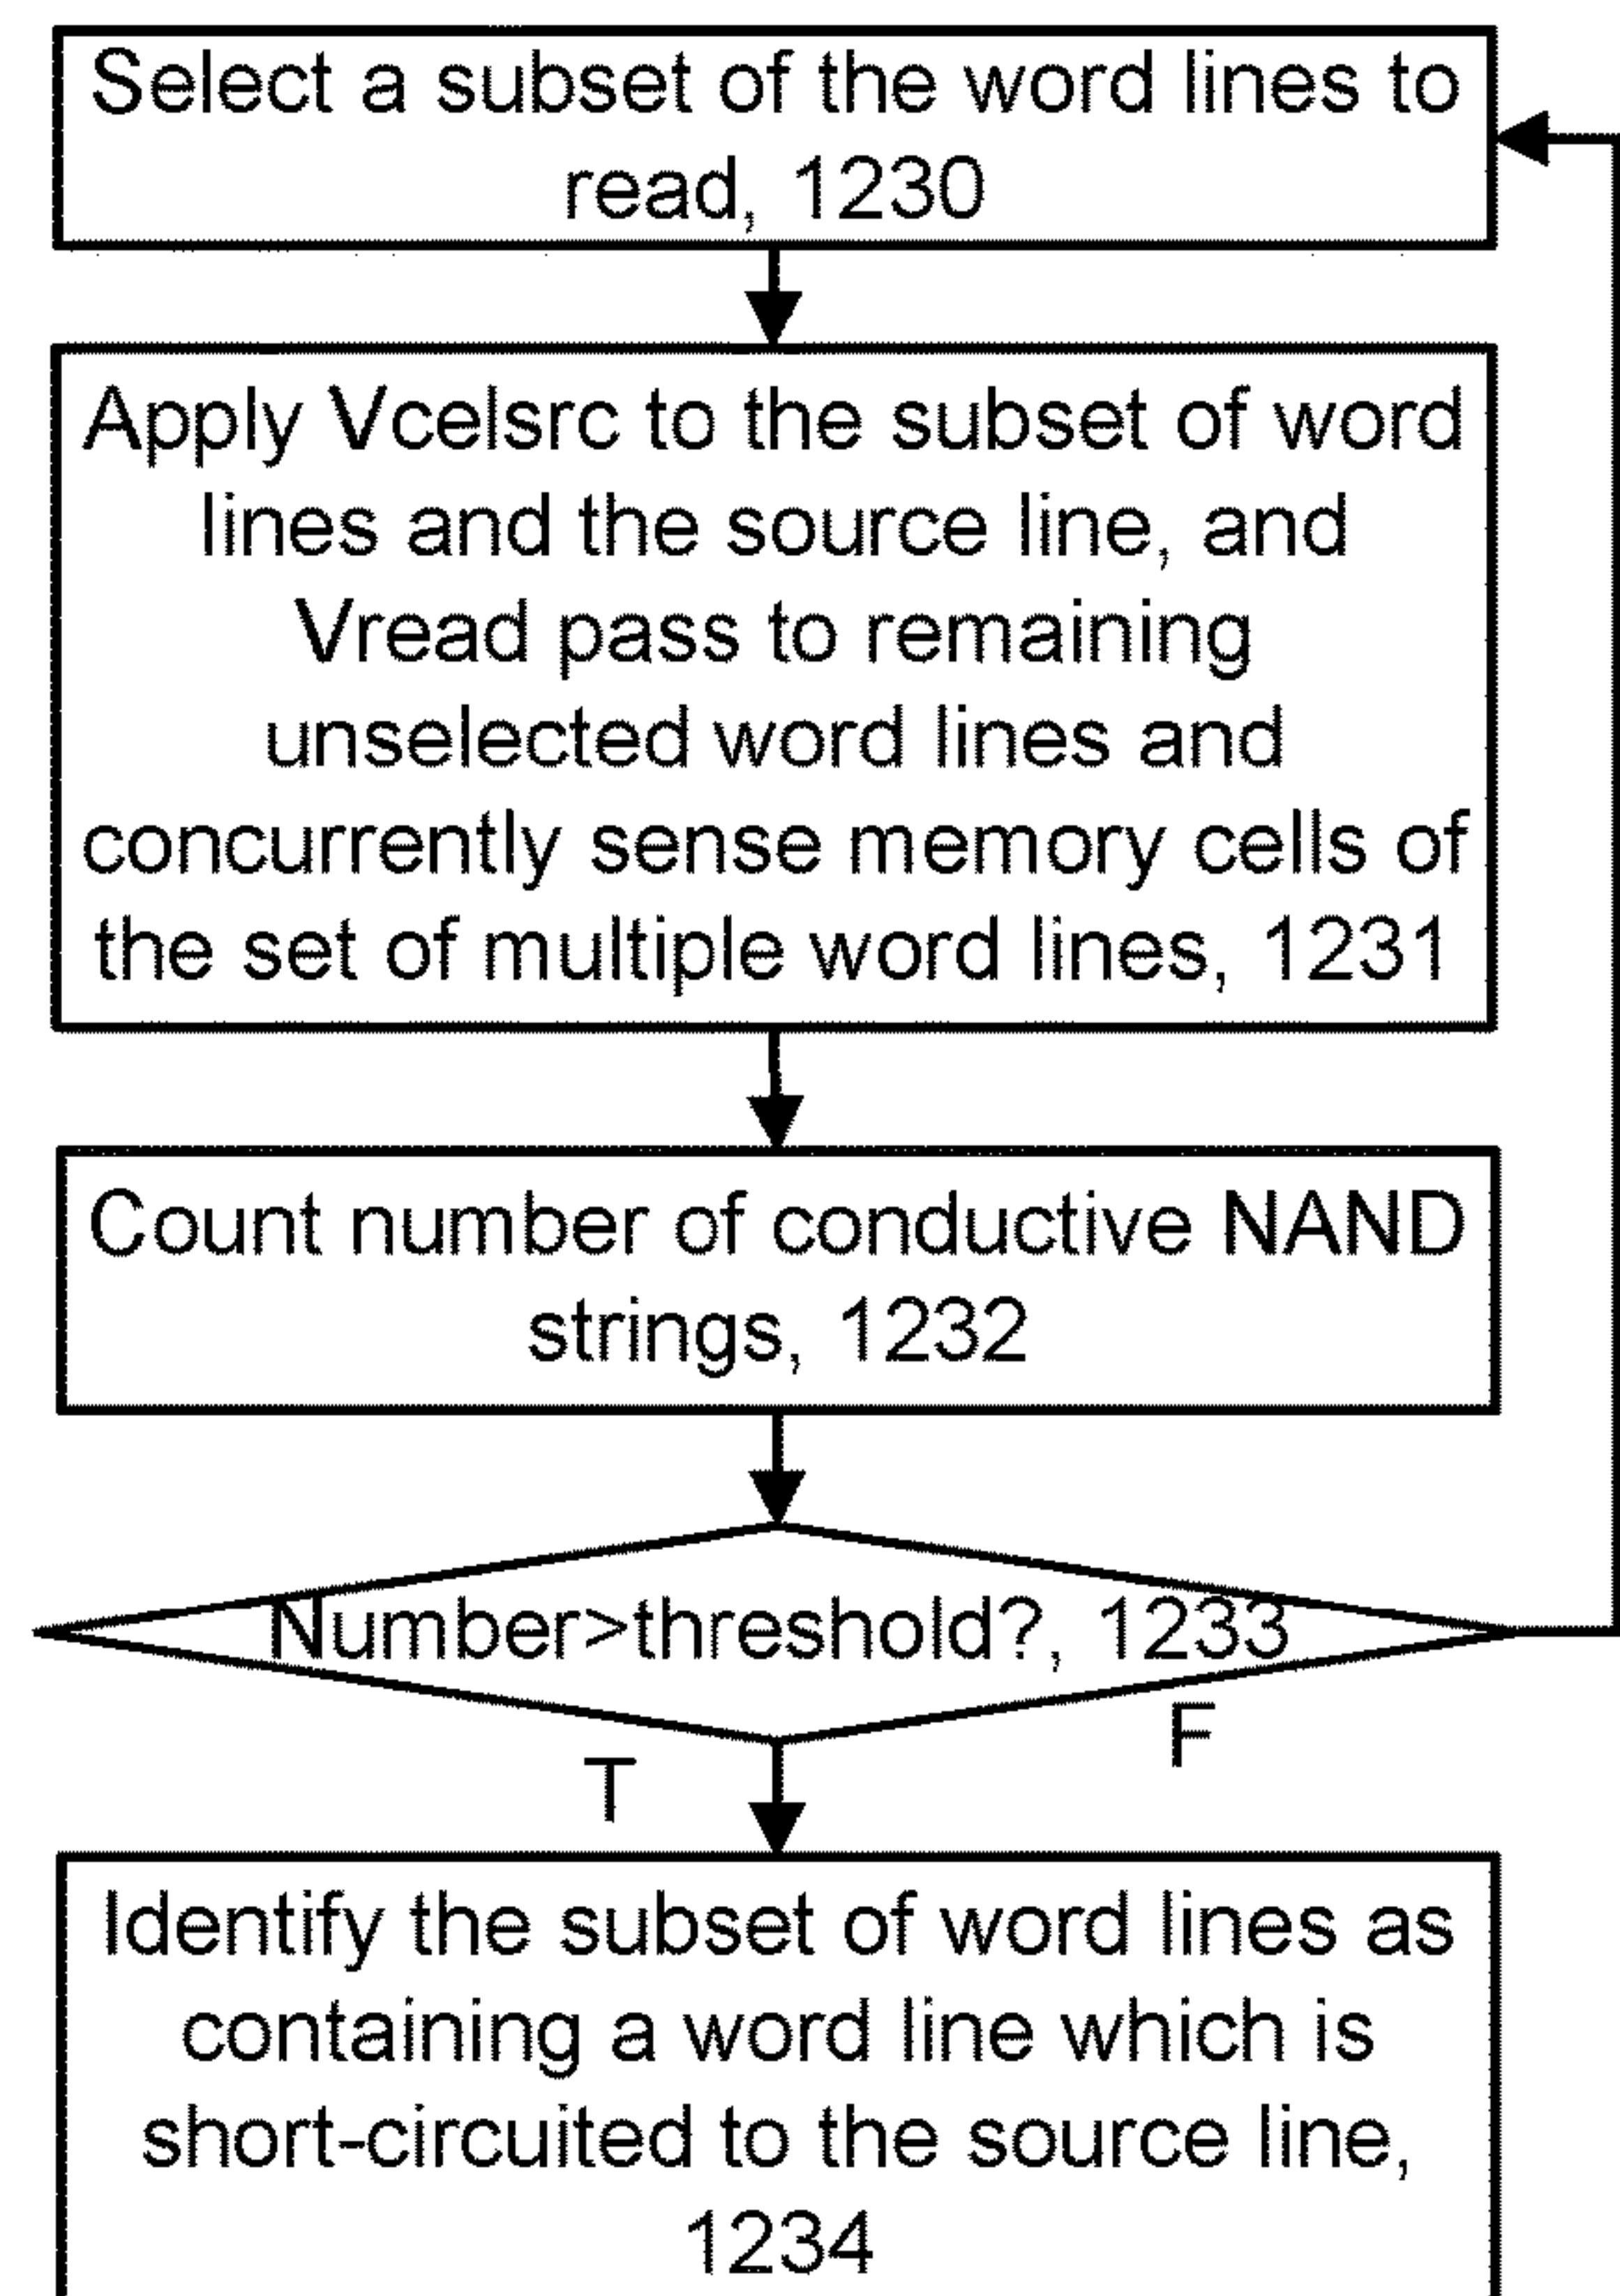 Select a subset of the word lines to
read, 1230
Apply Vcelsrc to the subset of word
lines and the source line, and
Vread pass to remaining
unselected word lines and
concurrently sense memory cells of
the set of multiple word lines, 1231
Count number of conductive NAND
strings, 1232
Number>threshold?, 1233
F
T
Identify the subset of word lines as
containing a word line which is
short-circuited to the source line,
1234